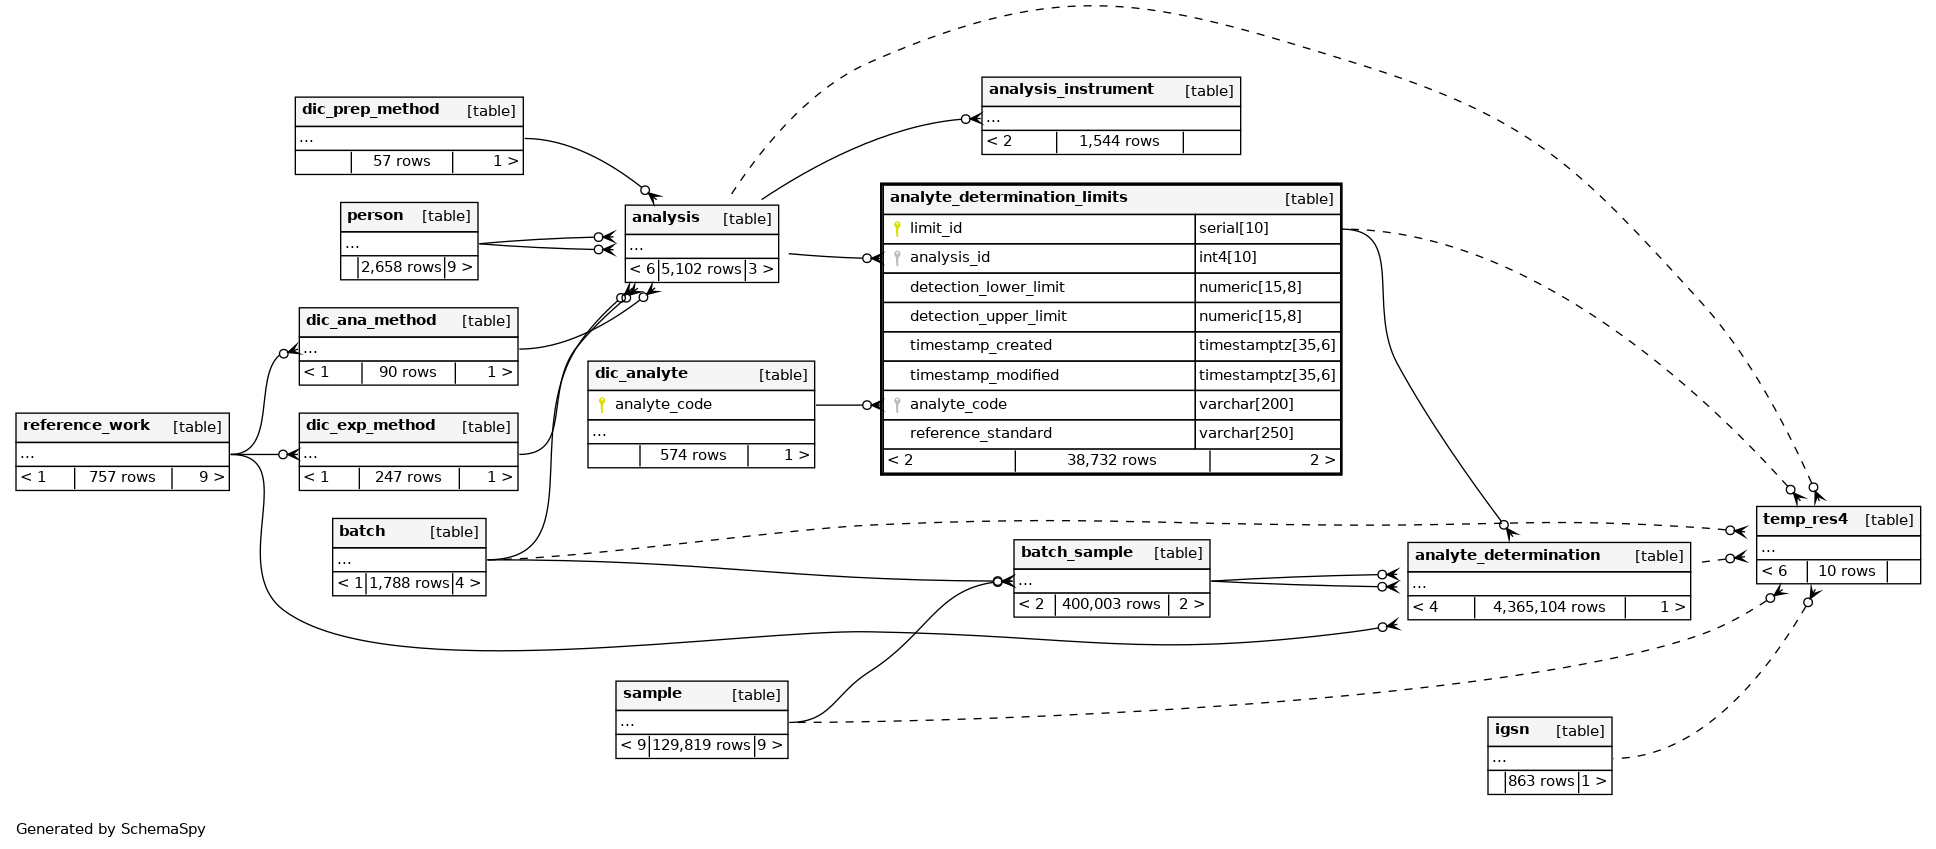 dic_prep_method [table]
...
57 rows 1 >
analysis_instrument [table]
...
< 2 1,544 rows
person [table]
...
2,658 rows 9 >
analysis [table]
...
< 6 5,102 rows 3 >
analyte_determination_limits [table]
limit_id serial[10]
analysis_id int4[10]
detection_lower_limit numeric[15,8]
detection_upper_limit numeric[15,8]
timestamp_created timestamptz[35,6]
timestamp_modified timestamptz[35,6]
analyte_code varchar[200]
reference_standard varchar[250]
< 2 38,732 rows 2 >
dic_ana_method [table]
...
< 1 90 rows 1 >
dic_analyte [table]
analyte_code
...
574 rows 1 >
reference_work [table]
...
< 1 757 rows 9 >
dic_exp_method [table]
...
< 1 247 rows 1 >
batch [table]
...
< 1 1,788 rows 4 >
batch_sample [table]
...
< 2 400,003 rows 2 >
analyte_determination [table]
...
< 4 4,365,104 rows 1 >
temp_res4 [table]
...
< 6 10 rows
sample [table]
...
< 9 129,819 rows 9 >
igsn [table]
...
863 rows 1 >
Generated by SchemaSpy